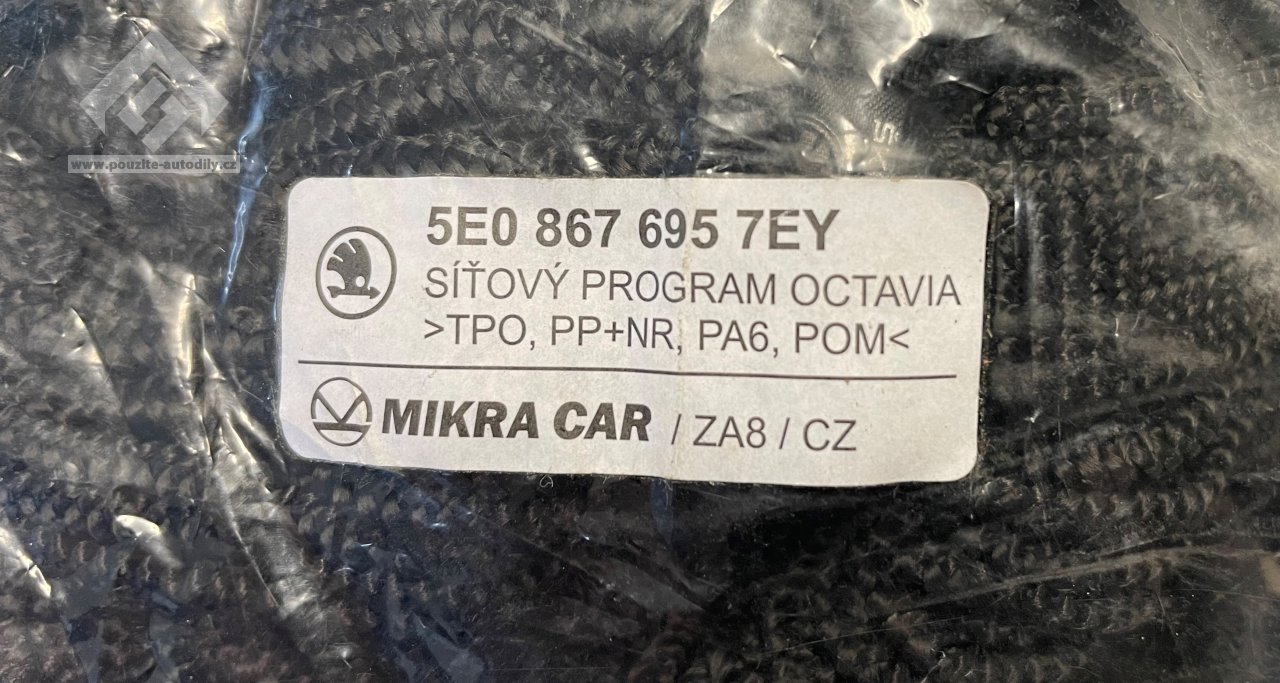 www.pouzite-autodily.cz
5E0 867 695 7EY
SÍŤOVÝ PROGRAM OCTAVIA
>TPO, PP+NR, PA6, POM<
MIKRA CAR / ZA8 / CZ